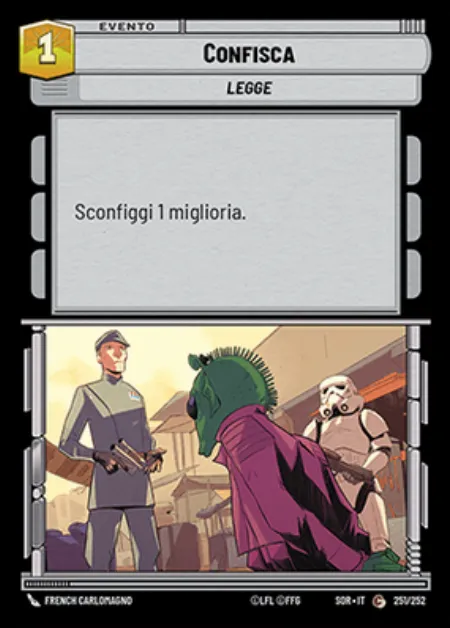 EVENTO
1
CONFISCA
LEGGE
Sconfiggi 1 miglioria.
FRENCH CARLOMAGNO ©LFL ©FFG SOR • IT C 251/252